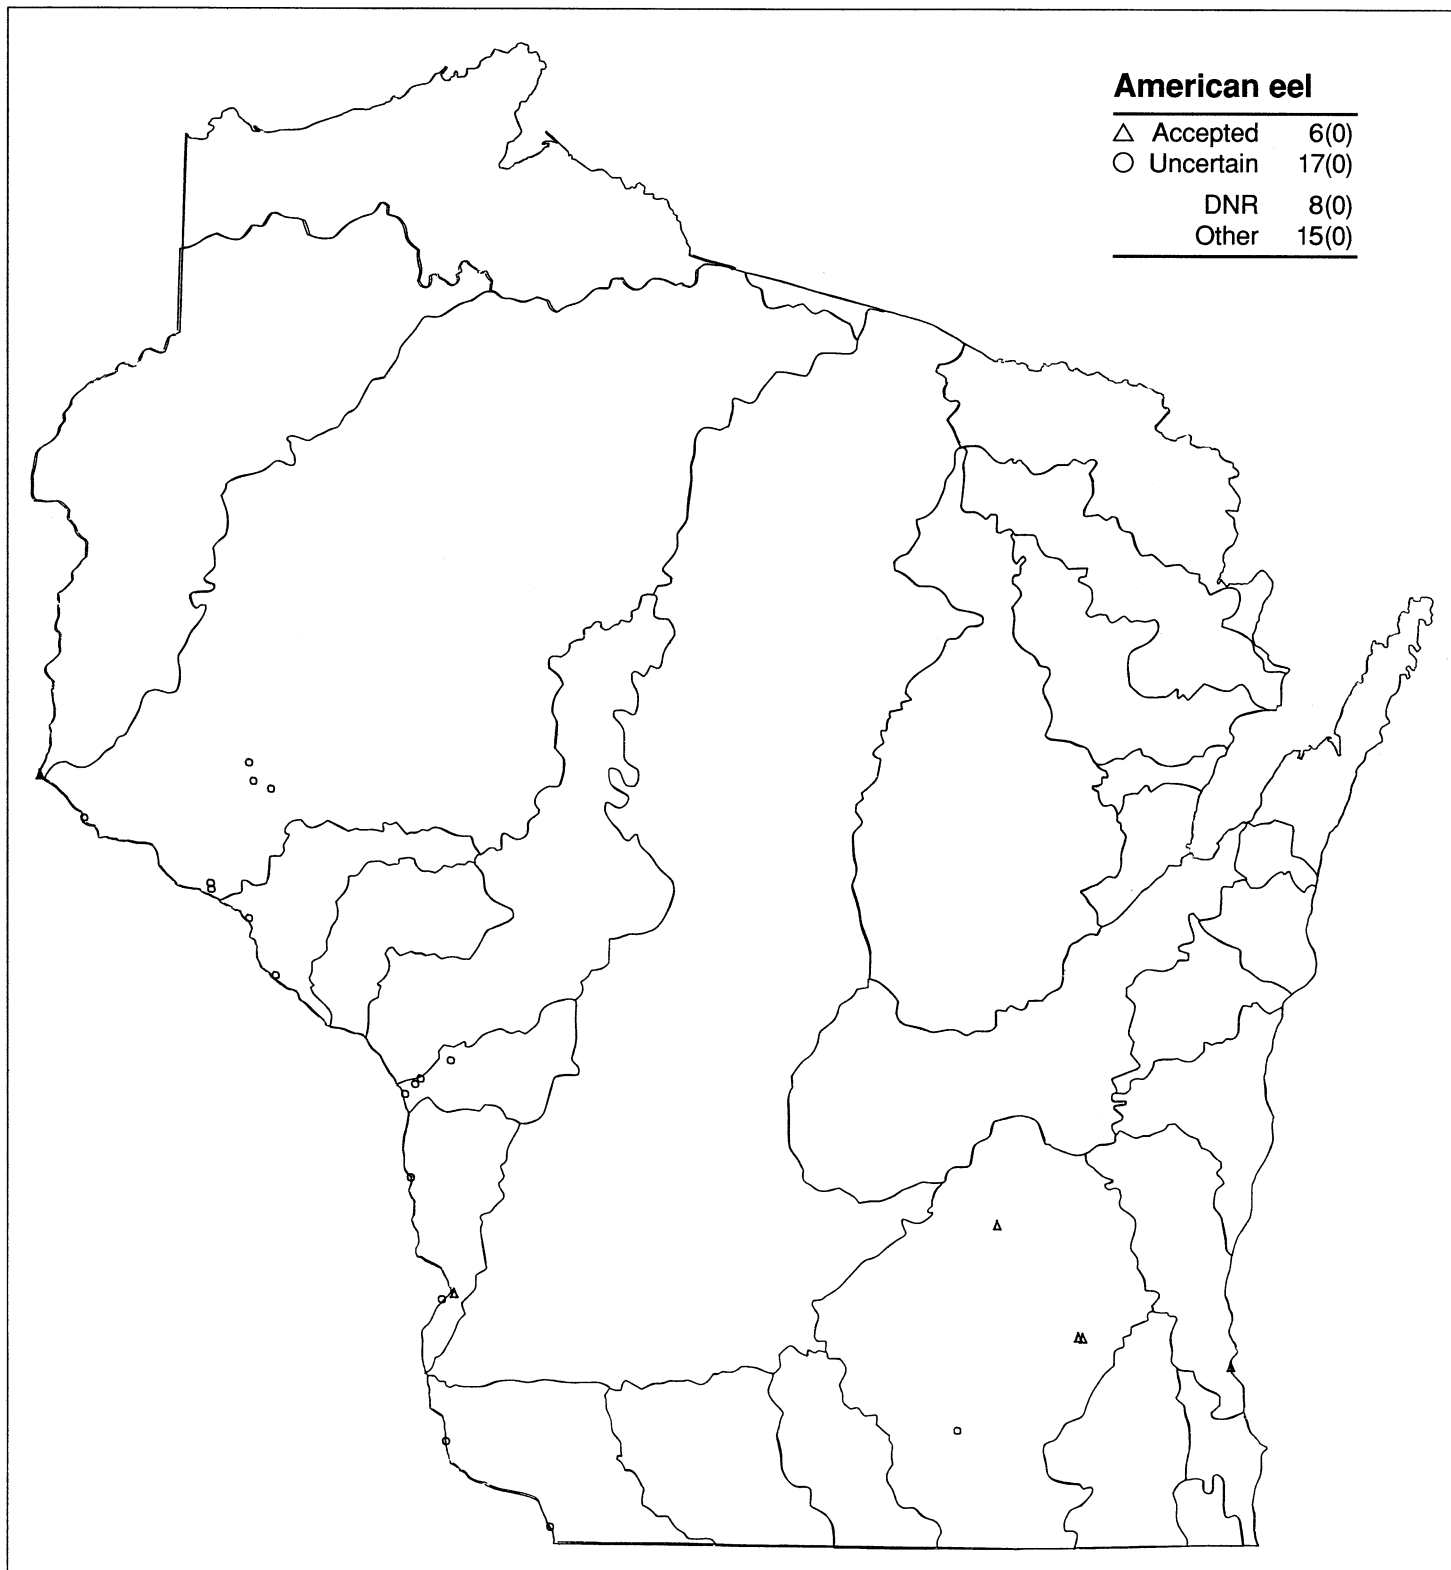 American eel
△ Accepted 6(0)
○ Uncertain 17(0)
DNR 8(0)
Other 15(0)